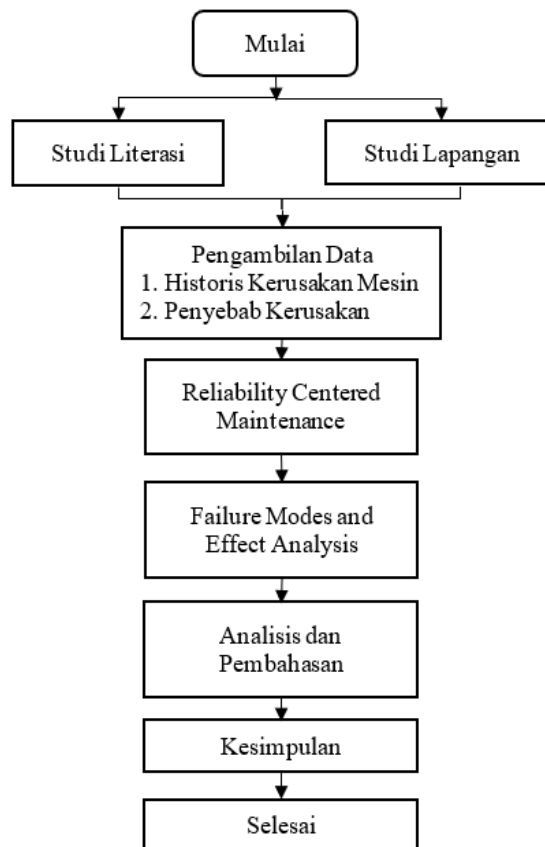 Mulai
Studi Literasi
Studi Lapangan
Pengambilan Data
1. Historis Kerusakan Mesin
2. Penyebab Kerusakan
Reliability Centered
Maintenance
Failure Modes and
Effect Analysis
Analisis dan
Pembahasan
Kesimpulan
Selesai